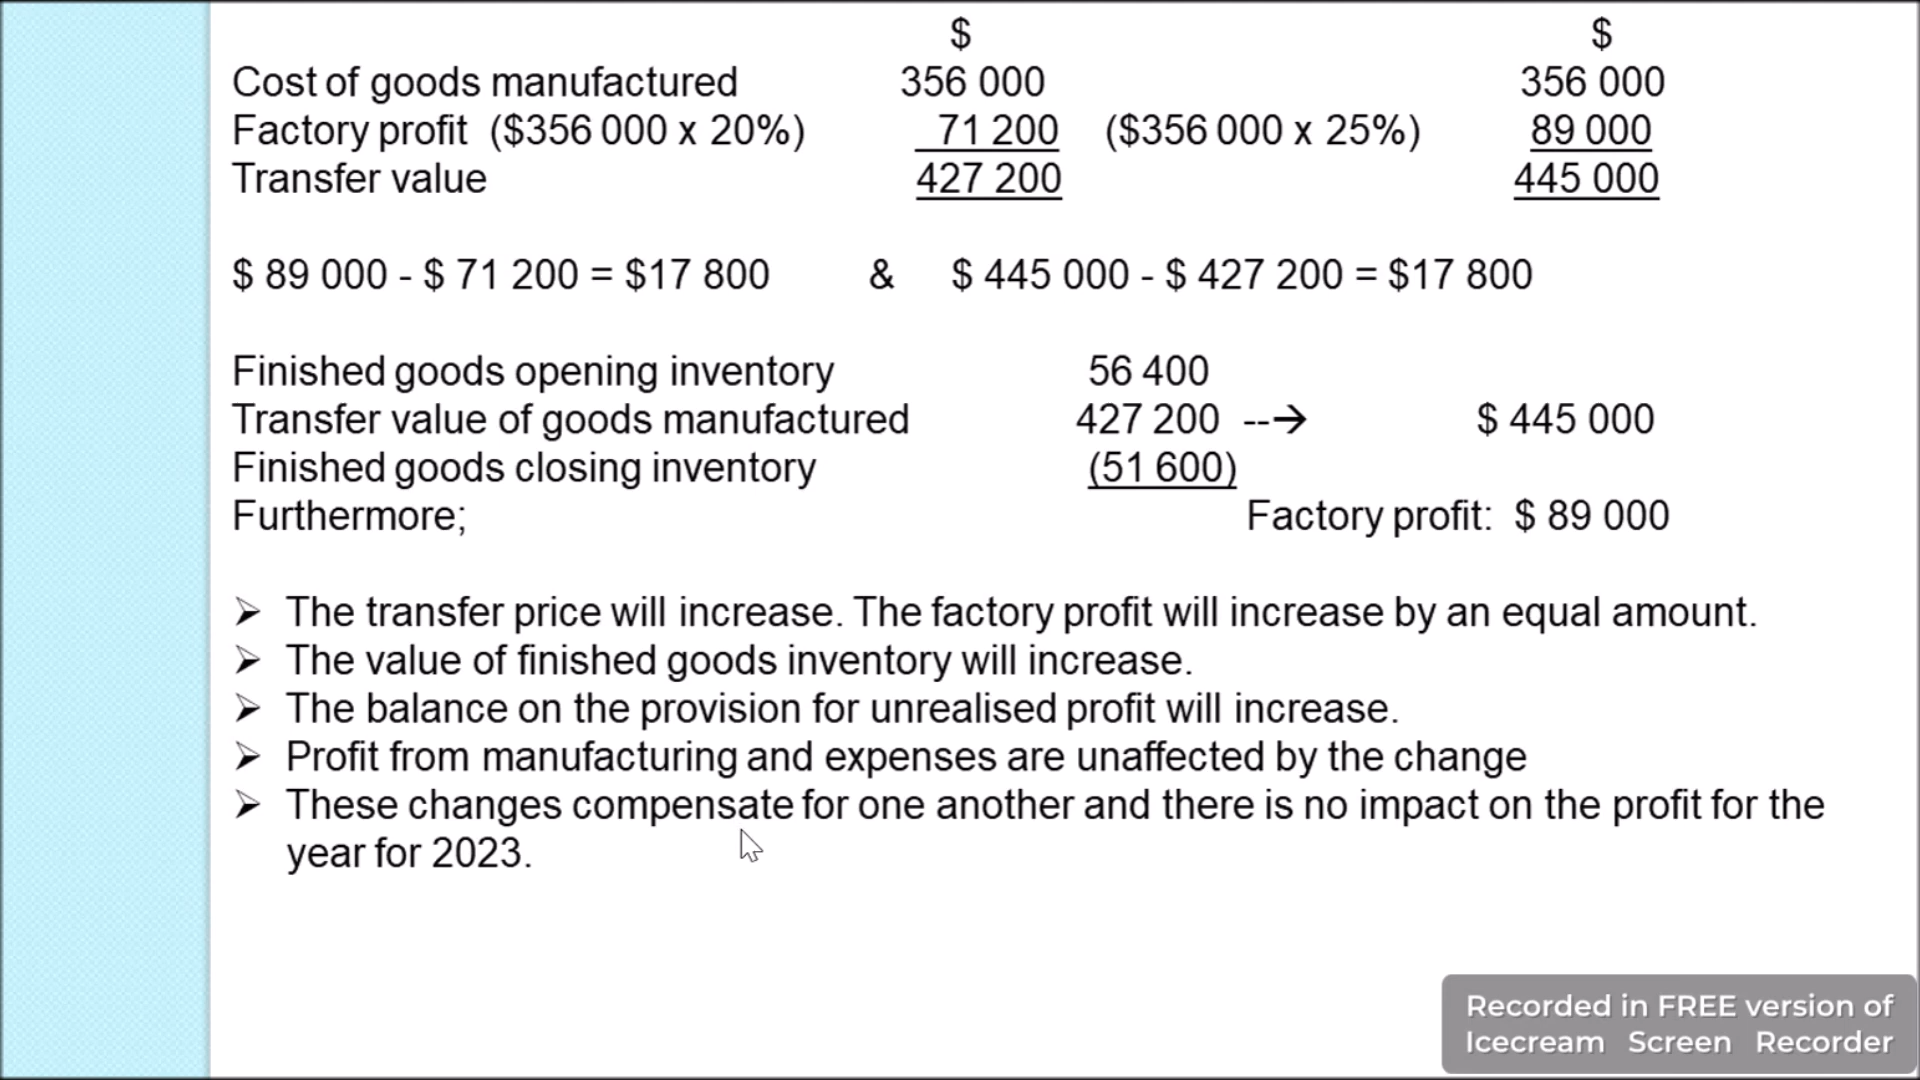 $ $
Cost of goods manufactured 356 000 356 000
Factory profit ($356 000 x 20%) 71 200 ($356 000 x 25%) 89 000
Transfer value 427 200 445 000
$ 89 000 - $ 71 200 = $17 800 & $ 445 000 - $ 427 200 = $17 800
Finished goods opening inventory 56 400
Transfer value of goods manufactured 427 200 --→ $ 445 000
Finished goods closing inventory (51 600)
Furthermore; Factory profit: $ 89 000
➢ The transfer price will increase. The factory profit will increase by an equal amount.
➢ The value of finished goods inventory will increase.
➢ The balance on the provision for unrealised profit will increase.
➢ Profit from manufacturing and expenses are unaffected by the change
➢ These changes compensate for one another and there is no impact on the profit for the
year for 2023.
Recorded in FREE version of
Icecream Screen Recorder